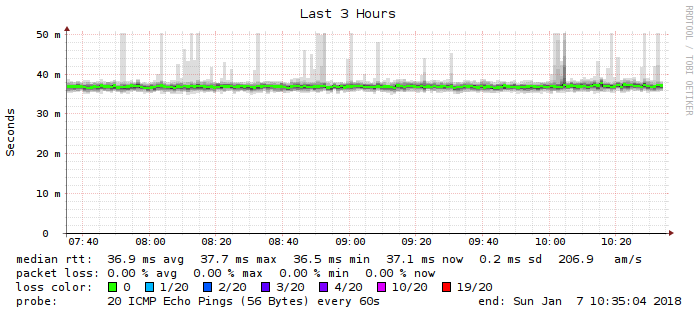 Last 3 Hours
RRDTOOL / TOBI OETIKER
Seconds
50 m
40 m
30 m
20 m
10 m
0
07:40 08:00 08:20 08:40 09:00 09:20 09:40 10:00 10:20
median rtt: 36.9 ms avg 37.7 ms max 36.5 ms min 37.1 ms now 0.2 ms sd 206.9 am/s
packet loss: 0.00 % avg 0.00 % max 0.00 % min 0.00 % now
loss color: 0 1/20 2/20 3/20 4/20 10/20 19/20
probe: 20 ICMP Echo Pings (56 Bytes) every 60s end: Sun Jan 7 10:35:04 2018